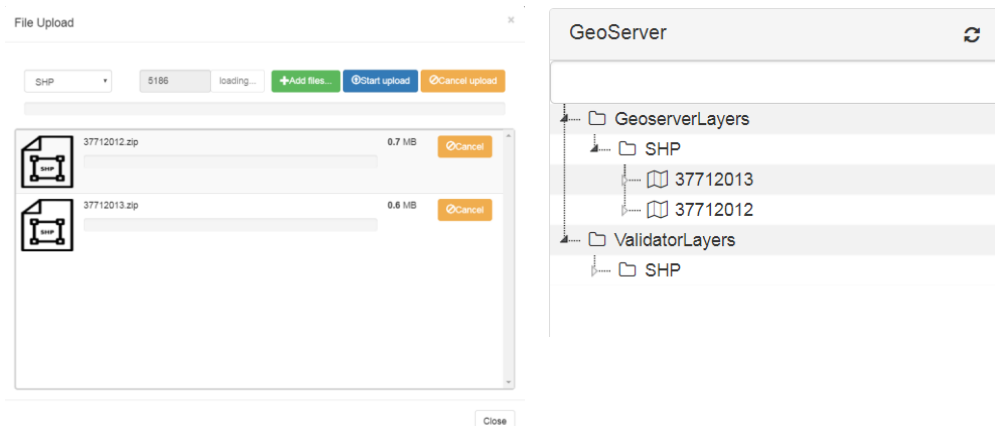 File Upload ×
SHP 5186 loading... Add files... Start upload Cancel upload
37712012.zip 0.7 MB Cancel
SHP
37713013.zip 0.6 MB Cancel
SHP
Close
GeoServer
GeoserverLayers
SHP
37712013
37712012
ValidatorLayers
SHP